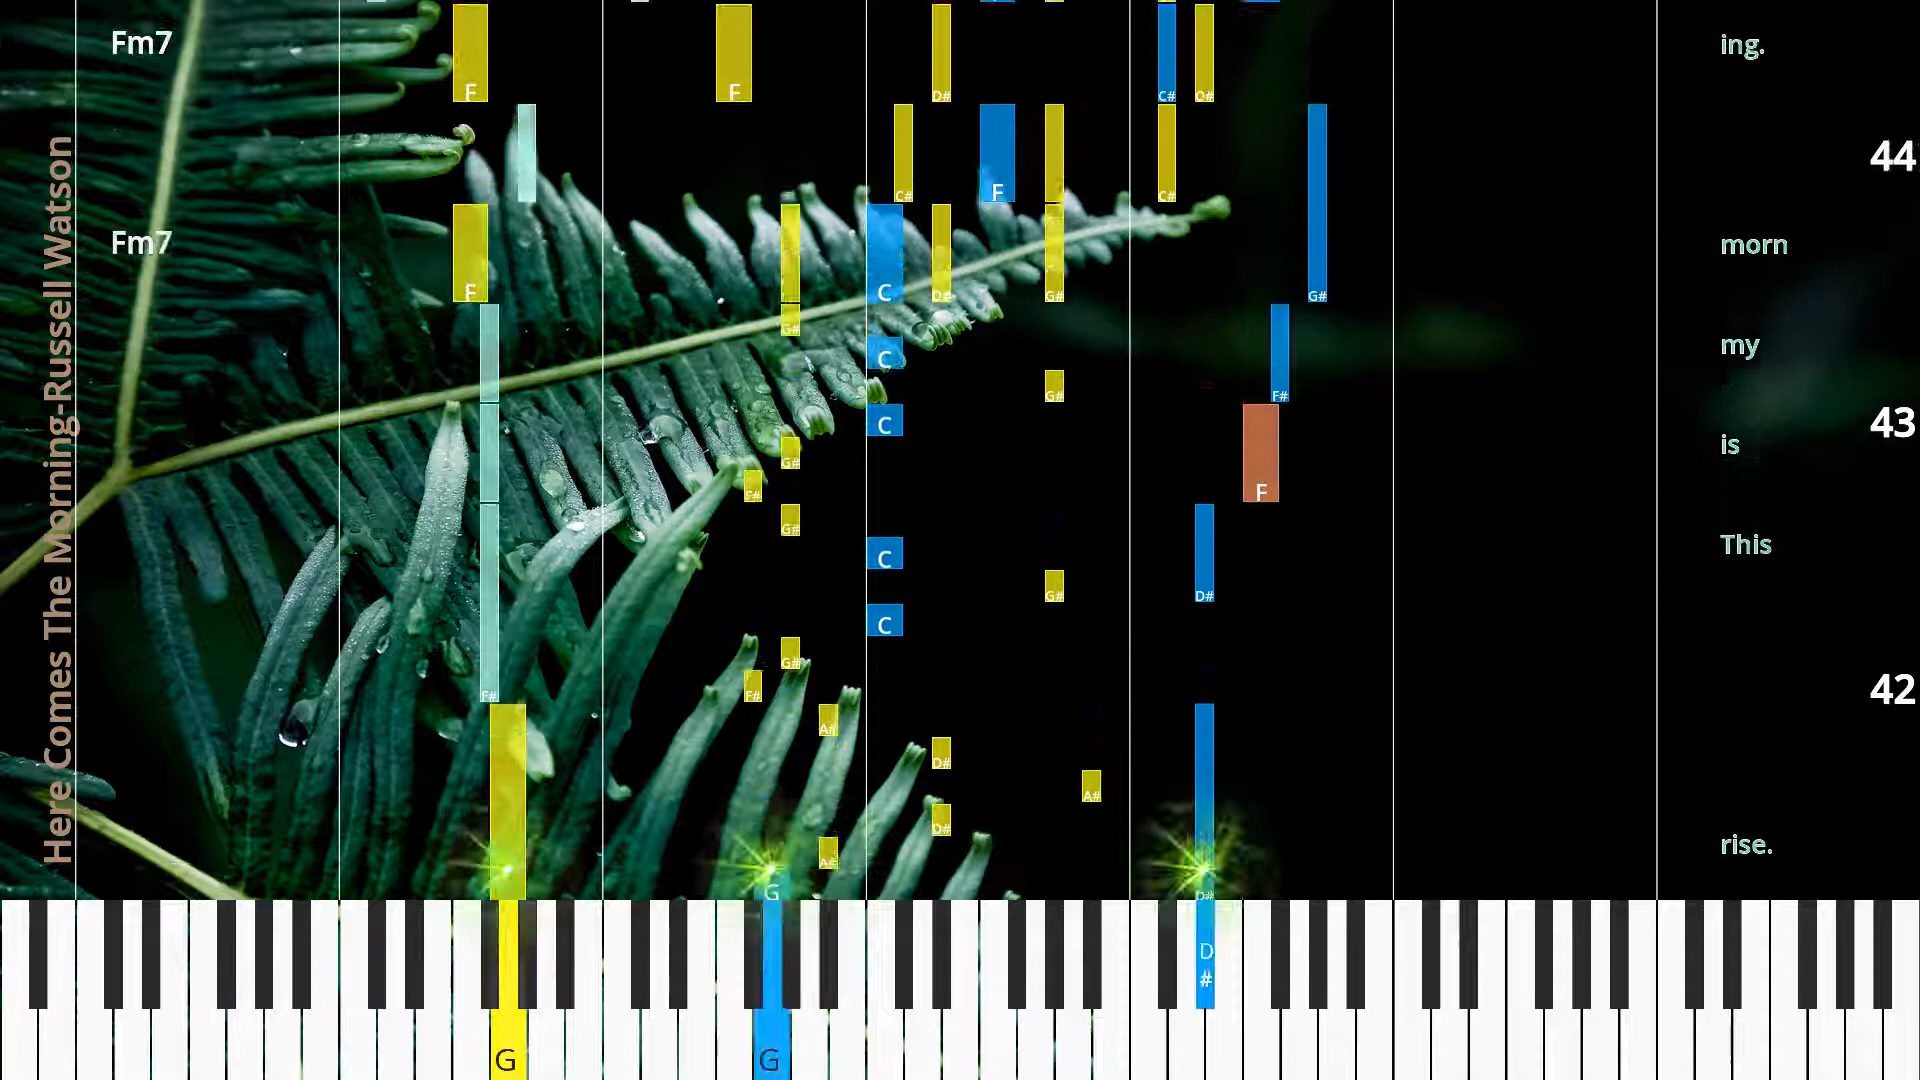 Here Comes The Morning-Russell Watson
Fm7
F
F
D#
C#
D#
ing.
44
C#
F
C#
Fm7
F
C
D#
G#
G#
morn
G#
C
F#
my
G#
C
43
G#
F#
F
is
G#
C
This
G#
D#
C
G#
F#
F#
42
A#
D#
A#
D#
A#
rise.
G
D#
D
#
G
G